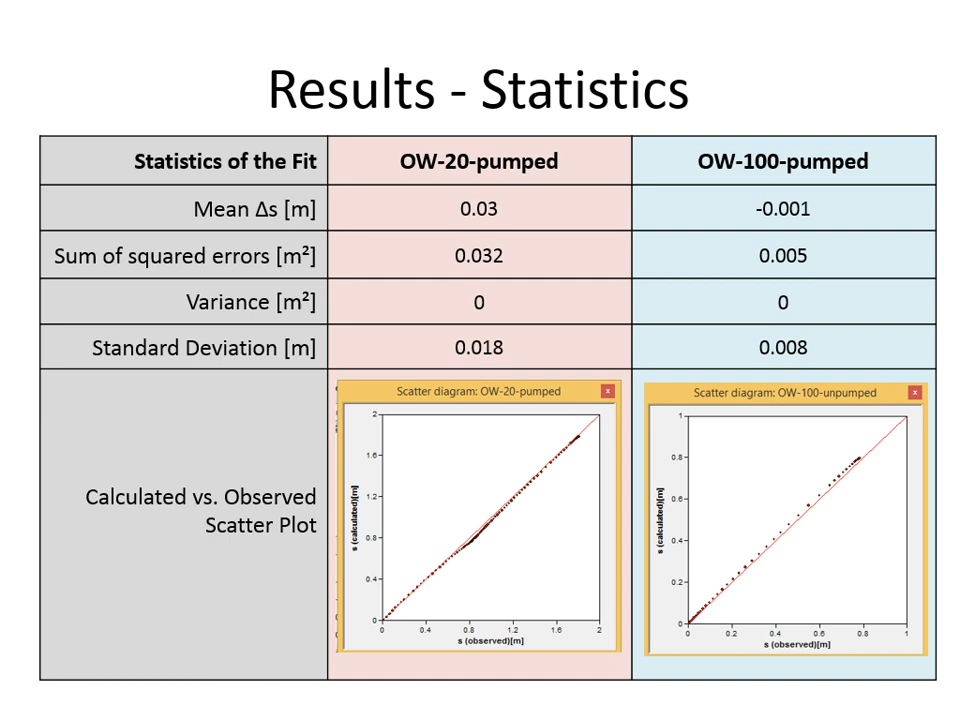 Results - Statistics
Statistics of the Fit OW-20-pumped OW-100-pumped
Mean Δs [m] 0.03 -0.001
Sum of squared errors [m²] 0.032 0.005
Variance [m²] 0 0
Standard Deviation [m] 0.018 0.008
Calculated vs. Observed
Scatter Plot
Scatter diagram: OW-20-pumped x
2
1.6
1.2
0.8
0.4
0
s (calculated)[m]
0 0.4 0.8 1.2 1.6 2
s (observed)[m]
Scatter diagram: OW-100-unpumped x
1
0.8
0.6
0.4
0.2
0
s (calculated)[m]
0 0.2 0.4 0.6 0.8 1
s (observed)[m]